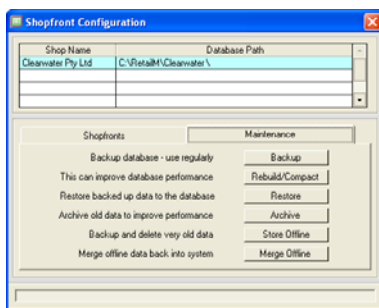 Shopfront Configuration
Shop Name Database Path
Clearwater Pty Ltd C:\RetailM\Clearwater\
Shopfronts Maintenance
Backup database - use regularly Backup
This can improve database performance Rebuild/Compact
Restore backed up data to the database Restore
Archive old data to improve performance Archive
Backup and delete very old data Store Offline
Merge offline data back into system Merge Offline